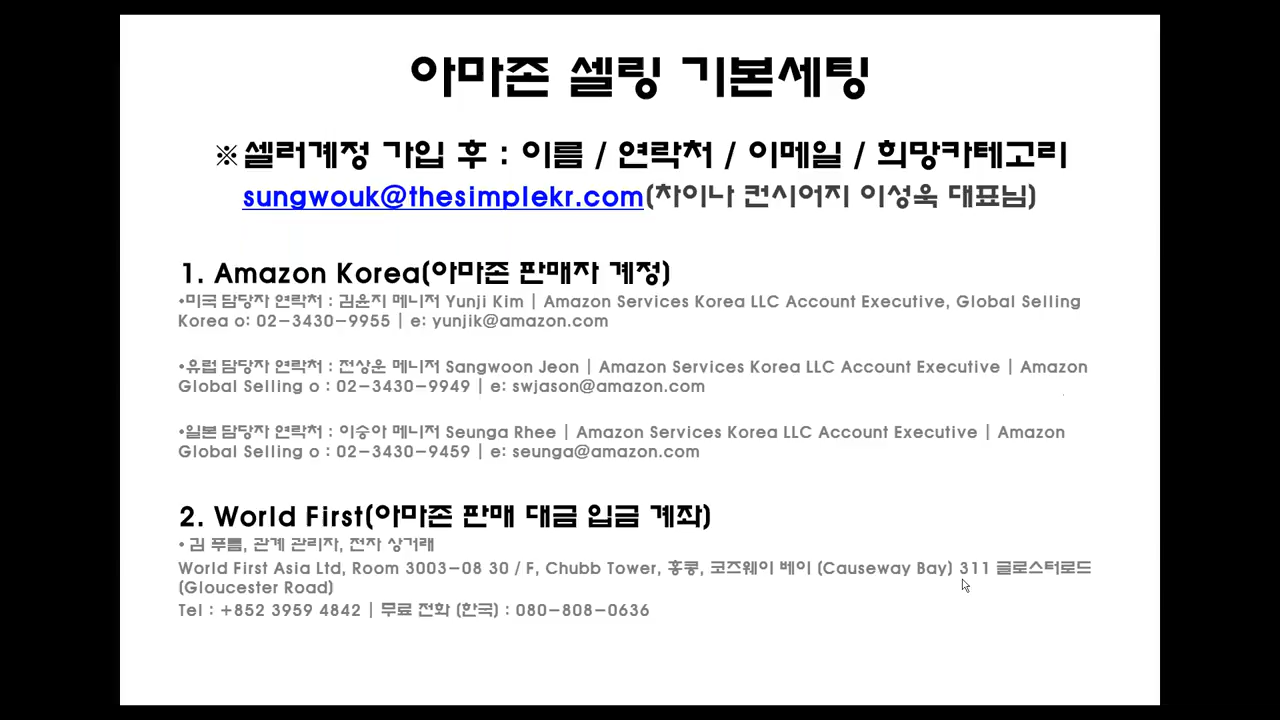 아마존 셀링 기본세팅
※셀러계정 가입 후 : 이름 / 연락처 / 이메일 / 희망카테고리
sungwouk@thesimplekr.com(차이나 컨시어지 이성욱 대표님)
1. Amazon Korea(아마존 판매자 계정)
•미국 담당자 연락처 : 김윤지 메니저 Yunji Kim | Amazon Services Korea LLC Account Executive, Global Selling
Korea o: 02-3430-9955 | e: yunjik@amazon.com
•유럽 담당자 연락처 : 전상운 메니저 Sangwoon Jeon | Amazon Services Korea LLC Account Executive | Amazon
Global Selling o : 02-3430-9949 | e: swjason@amazon.com
•일본 담당자 연락처 : 이승아 메니저 Seunga Rhee | Amazon Services Korea LLC Account Executive | Amazon
Global Selling o : 02-3430-9459 | e: seunga@amazon.com
2. World First(아마존 판매 대금 입금 계좌)
• 김 푸름, 관계 관리자, 전자 상거래
World First Asia Ltd, Room 3003-08 30 / F, Chubb Tower, 홍콩, 코즈웨이 베이 (Causeway Bay) 311 글로스터로드
(Gloucester Road)
Tel : +852 3959 4842 | 무료 전화 (한국) : 080-808-0636